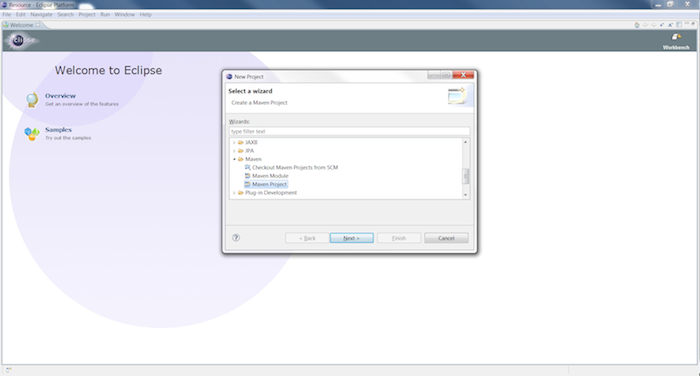 Resource - Eclipse Platform
File Edit Navigate Search Project Run Window Help
Welcome
eclipse
Workbench
Welcome to Eclipse
Overview
Get an overview of the features
Samples
Try out the samples
New Project
Select a wizard
Create a Maven Project
Wizards:
type filter text
JAXB
JPA
Maven
Checkout Maven Projects from SCM
Maven Module
Maven Project
Plug-in Development
?
< Back Next > Finish Cancel